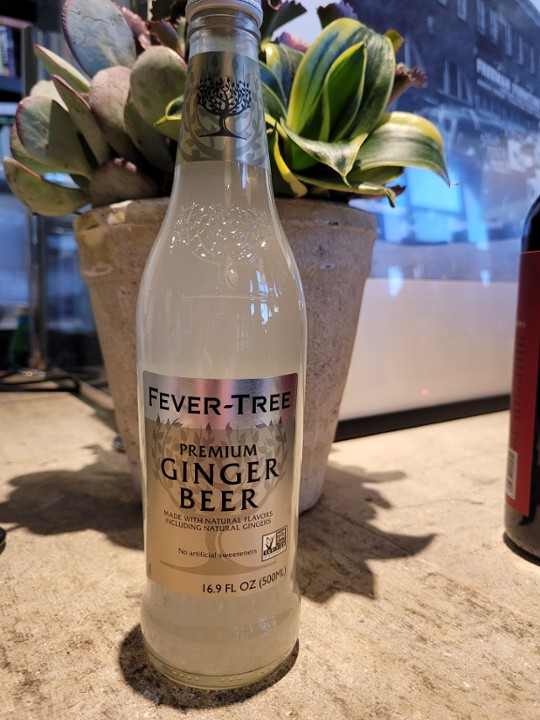 FEVER-TREE
PREMIUM
GINGER
BEER
MADE WITH NATURAL FLAVORS
INCLUDING NATURAL GINGERS
No artificial sweeteners
16.9 FL OZ (500ML)